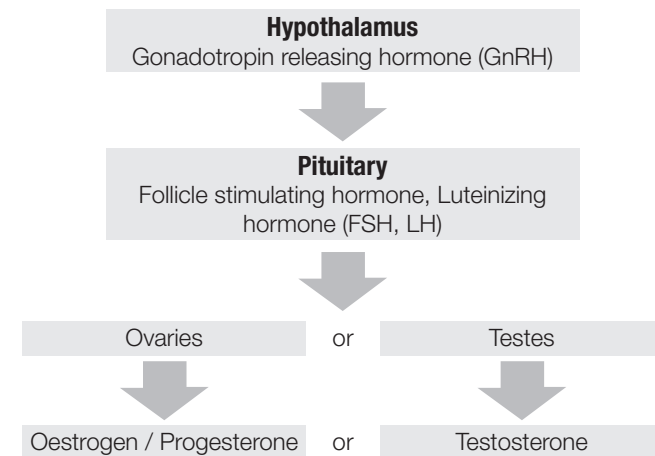 Hypothalamus
Gonadotropin releasing hormone (GnRH)
Pituitary
Follicle stimulating hormone, Luteinizing
hormone (FSH, LH)
Ovaries or Testes
Oestrogen / Progesterone or Testosterone